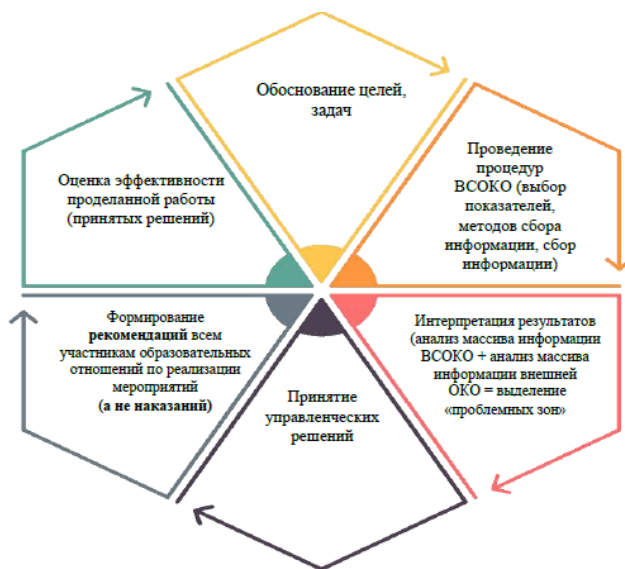 Обоснование целей,
задач
Проведение
процедур
ВСОКО (выбор
показателей,
методов сбора
информации, сбор
информации)
Интерпретация результатов
(анализ массива информации
ВСОКО + анализ массива
информации внешней
ОКО = выделение
«проблемных зон»
Принятие
управленческих
решений
Формирование
рекомендаций всем
участникам образовательных
отношений по реализации
мероприятий
(а не наказаний)
Оценка эффективности
проделанной работы
(принятых решений)